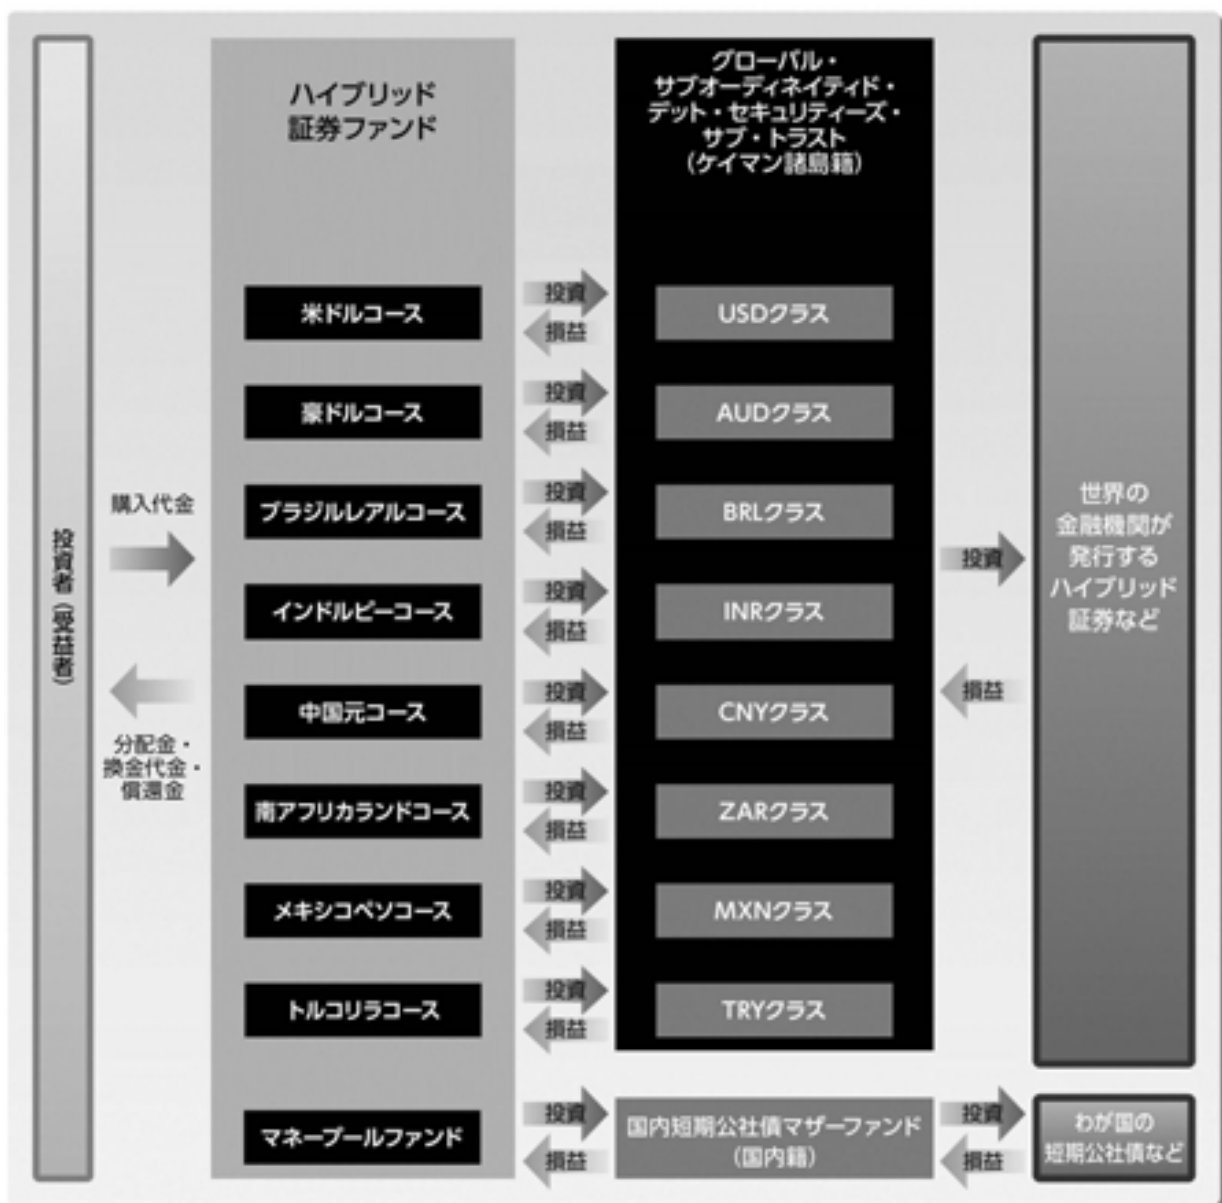 投資者（受益者）
購入代金
分配金・
換金代金・
償還金
ハイブリッド
証券ファンド
グローバル・
サブオーディネイティド・
デット・セキュリティーズ・
サブ・トラスト
（ケイマン諸島籍）
米ドルコース
投資
損益
USDクラス
豪ドルコース
投資
損益
AUDクラス
ブラジルレアルコース
投資
損益
BRLクラス
インドルピーコース
投資
損益
INRクラス
中国元コース
投資
損益
CNYクラス
南アフリカランドコース
投資
損益
ZARクラス
メキシコペソコース
投資
損益
MXNクラス
トルコリラコース
投資
損益
TRYクラス
投資
損益
世界の
金融機関が
発行する
ハイブリッド
証券など
マネープールファンド
投資
損益
国内短期公社債マザーファンド
（国内籍）
投資
損益
わが国の
短期公社債など